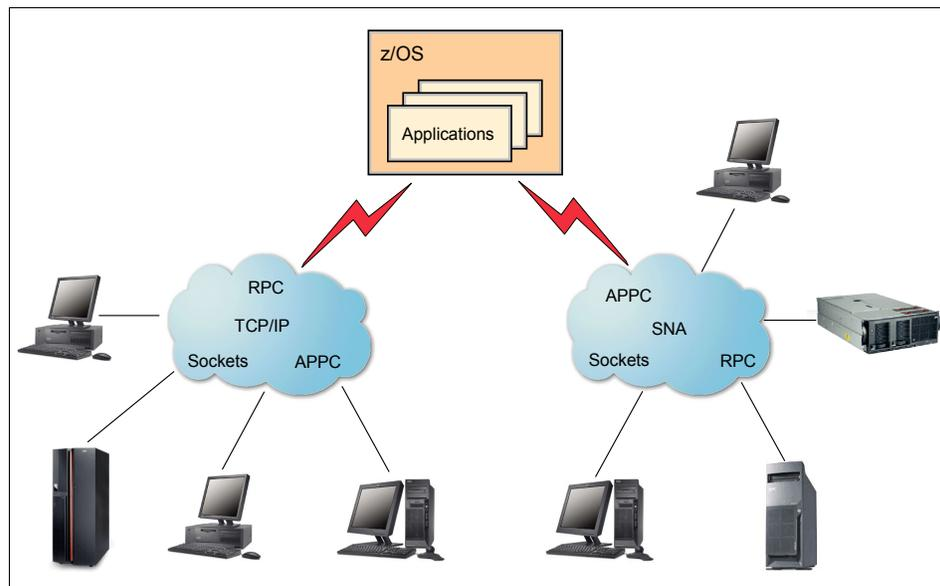 z/OS
Applications
RPC
TCP/IP
Sockets APPC
APPC
SNA
Sockets RPC